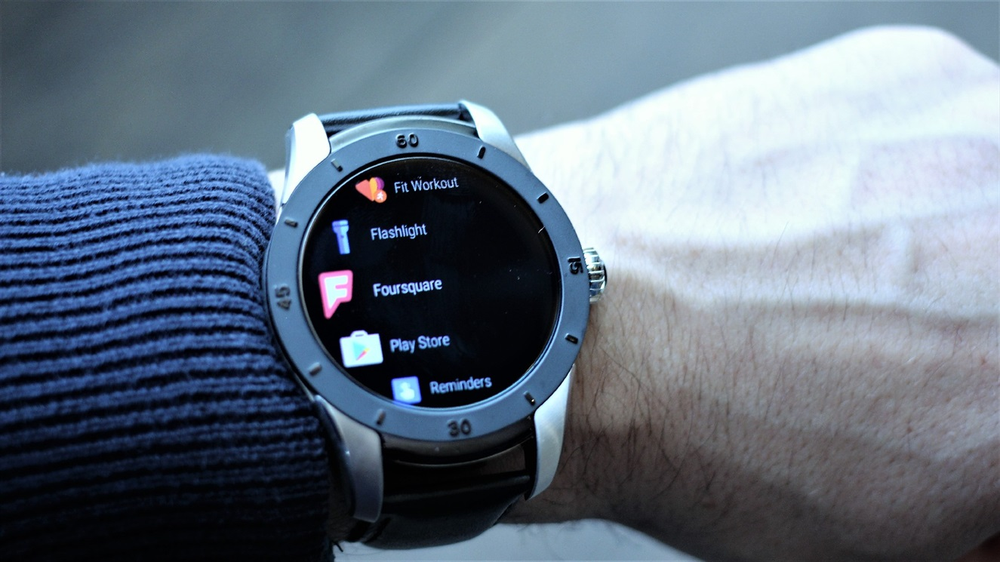 60
Fit Workout
Flashlight
Foursquare
15
45
Play Store
Reminders
30